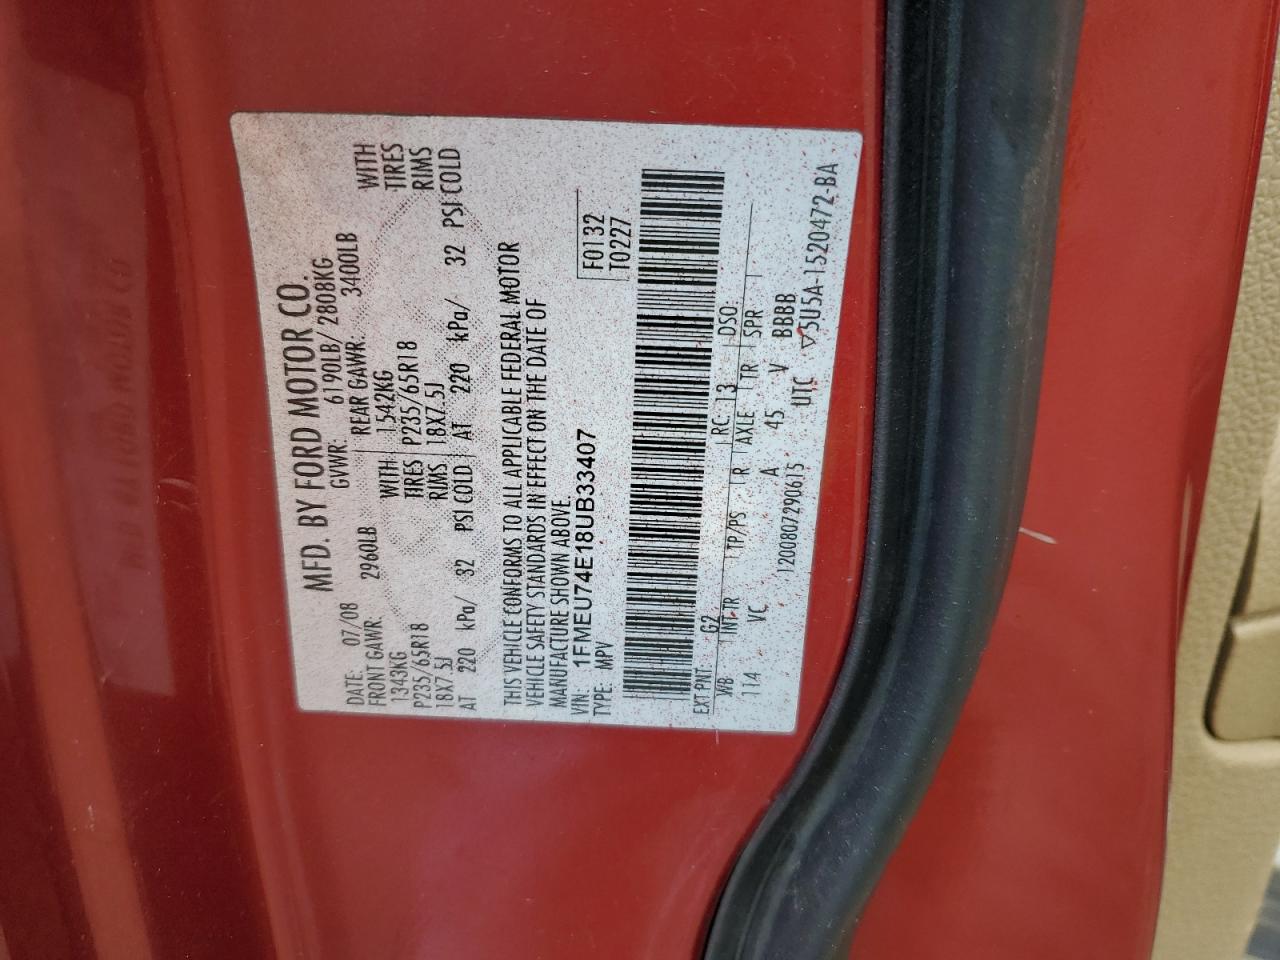 MFD. BY FORD MOTOR CO.
DATE: 07/08 GVWR: 6190LB/ 2808KG
FRONT GAWR: 2960LB REAR GAWR: 3400LB
1343KG WITH 1542KG WITH
P235/65R18 TIRES P235/65R18 TIRES
18X7.5J RIMS 18X7.5J RIMS
AT 220 kPa/ 32 PSI COLD AT 220 kPa/ 32 PSI COLD
THIS VEHICLE CONFORMS TO ALL APPLICABLE FEDERAL MOTOR
VEHICLE SAFETY STANDARDS IN EFFECT ON THE DATE OF
MANUFACTURE SHOWN ABOVE.
VIN: 1FMEU74E18UB33407 F0132
TYPE: MPV T0227
EXT PNT: G2 RC: 13 DSO:
WB INT TR TP/PS R AXLE TR SPR
114 VC A 45 V BBBB
1200807290615 UTC 5U5A-1520472-BA